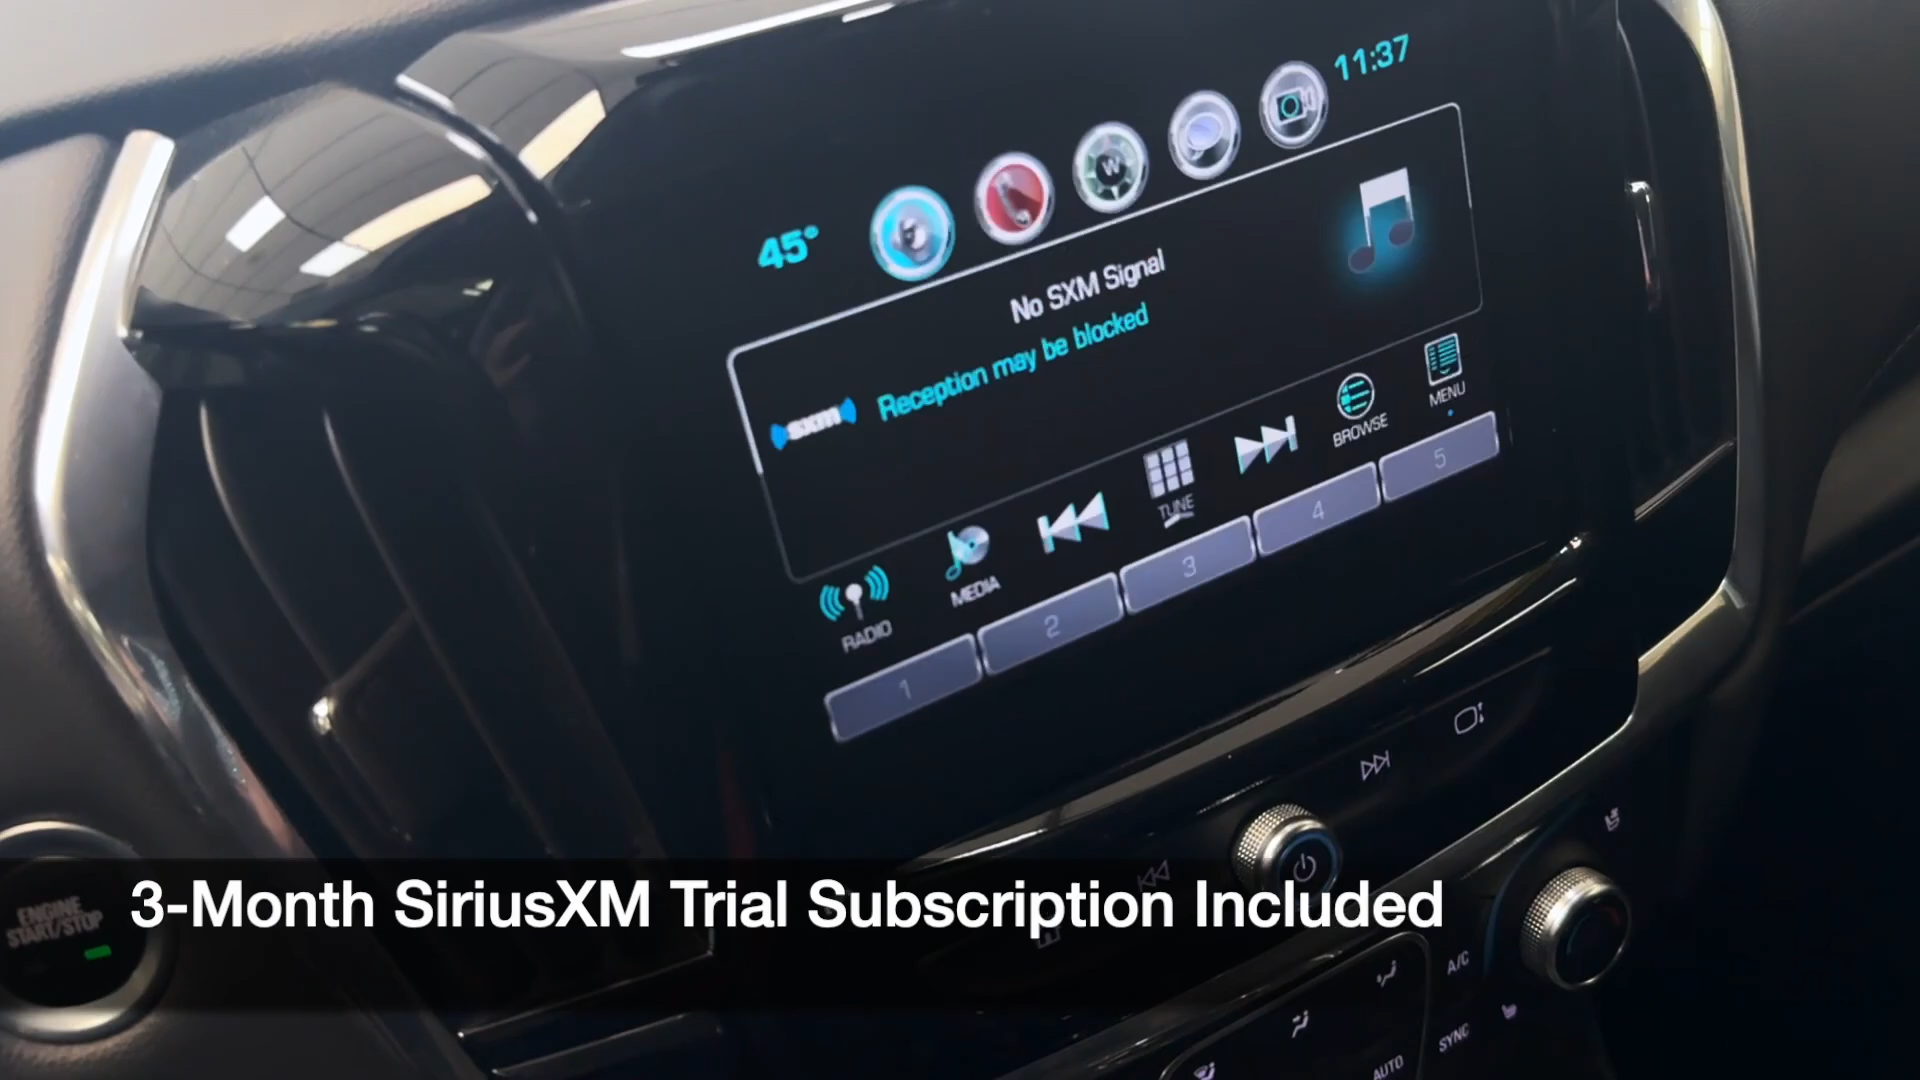 11:37
45°
W
No SXM Signal
Reception may be blocked
sxm
RADIO
MEDIA
TUNE
BROWSE
MENU
1
2
3
4
5
ENGINE
START/STOP
3-Month SiriusXM Trial Subscription Included
A/C
SYNC
AUTO